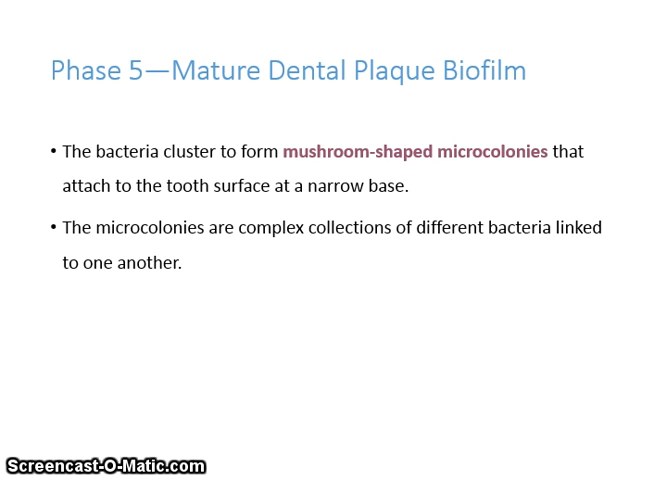 Phase 5—Mature Dental Plaque Biofilm
• The bacteria cluster to form mushroom-shaped microcolonies that
attach to the tooth surface at a narrow base.
• The microcolonies are complex collections of different bacteria linked
to one another.
Screencast-O-Matic.com